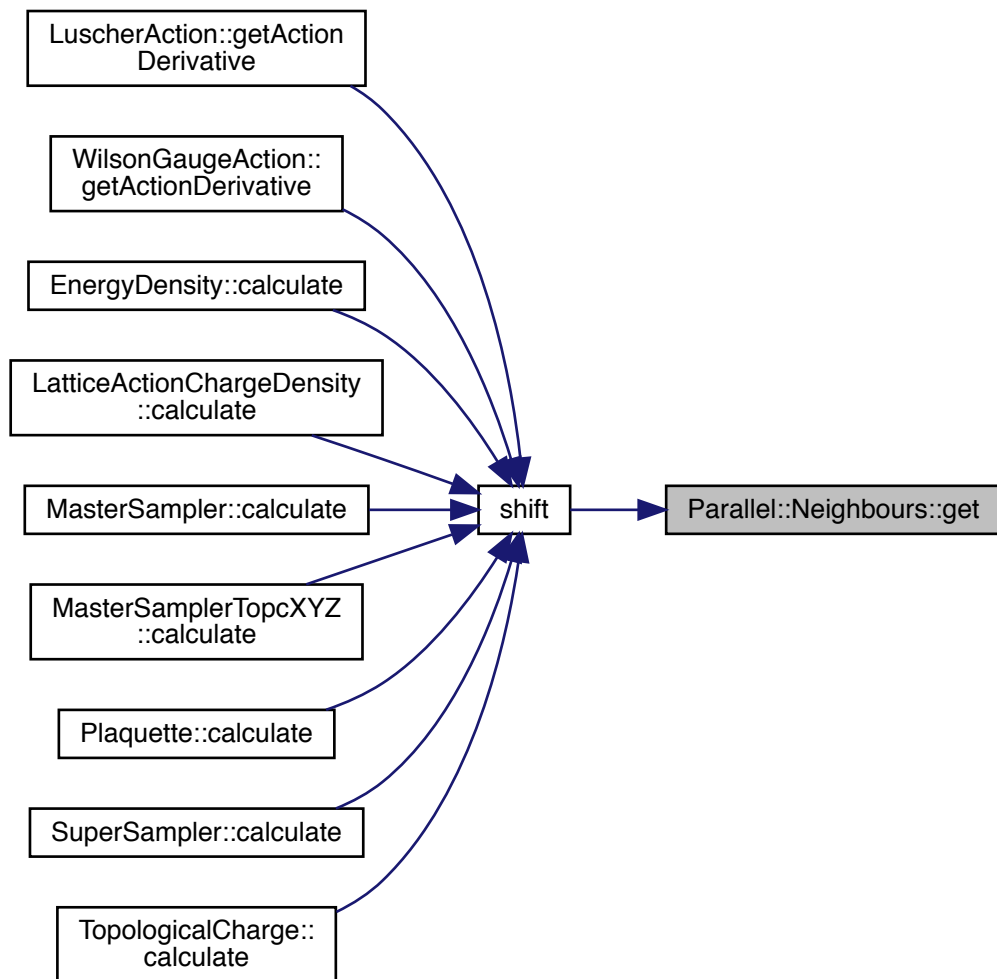 LuscherAction::getAction
Derivative
WilsonGaugeAction::
getActionDerivative
EnergyDensity::calculate
LatticeActionChargeDensity
::calculate
MasterSampler::calculate
shift
Parallel::Neighbours::get
MasterSamplerTopcXYZ
::calculate
Plaquette::calculate
SuperSampler::calculate
TopologicalCharge::
calculate